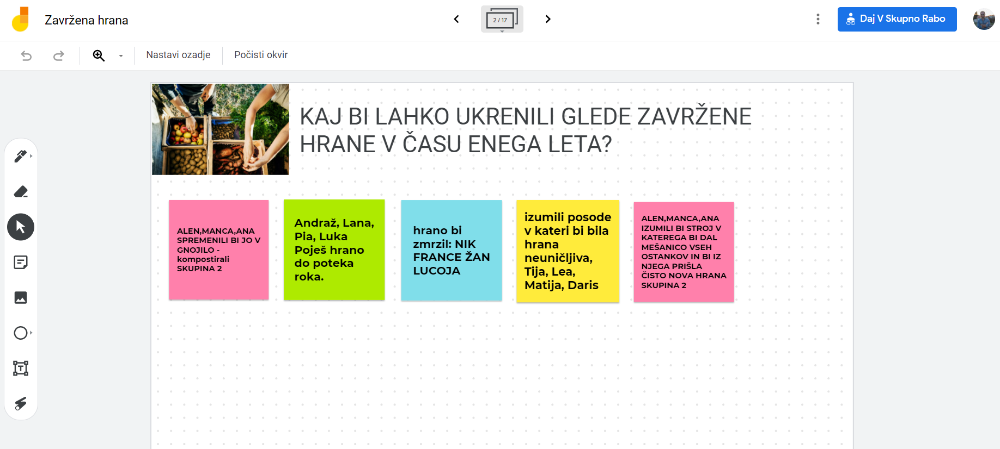 Zavržena hrana
2 / 17
Daj V Skupno Rabo
Nastavi ozadje
Počisti okvir
KAJ BI LAHKO UKRENILI GLEDE ZAVRŽENE
HRANE V ČASU ENEGA LETA?
ALEN,MANCA,ANA
SPREMENILI BI JO V
GNOJILO -
kompostirali
SKUPINA 2
Andraž, Lana,
Pia, Luka
Poješ hrano
do poteka
roka.
hrano bi
zmrzil: NIK
FRANCE ŽAN
LUCOJA
izumili posode
v kateri bi bila
hrana
neuničljiva,
Tija, Lea,
Matija, Daris
ALEN,MANCA,ANA
IZUMILI BI STROJ V
KATEREGA BI DAL
MEŠANICO VSEH
OSTANKOV IN BI IZ
NJEGA PRIŠLA
ČISTO NOVA HRANA
SKUPINA 2